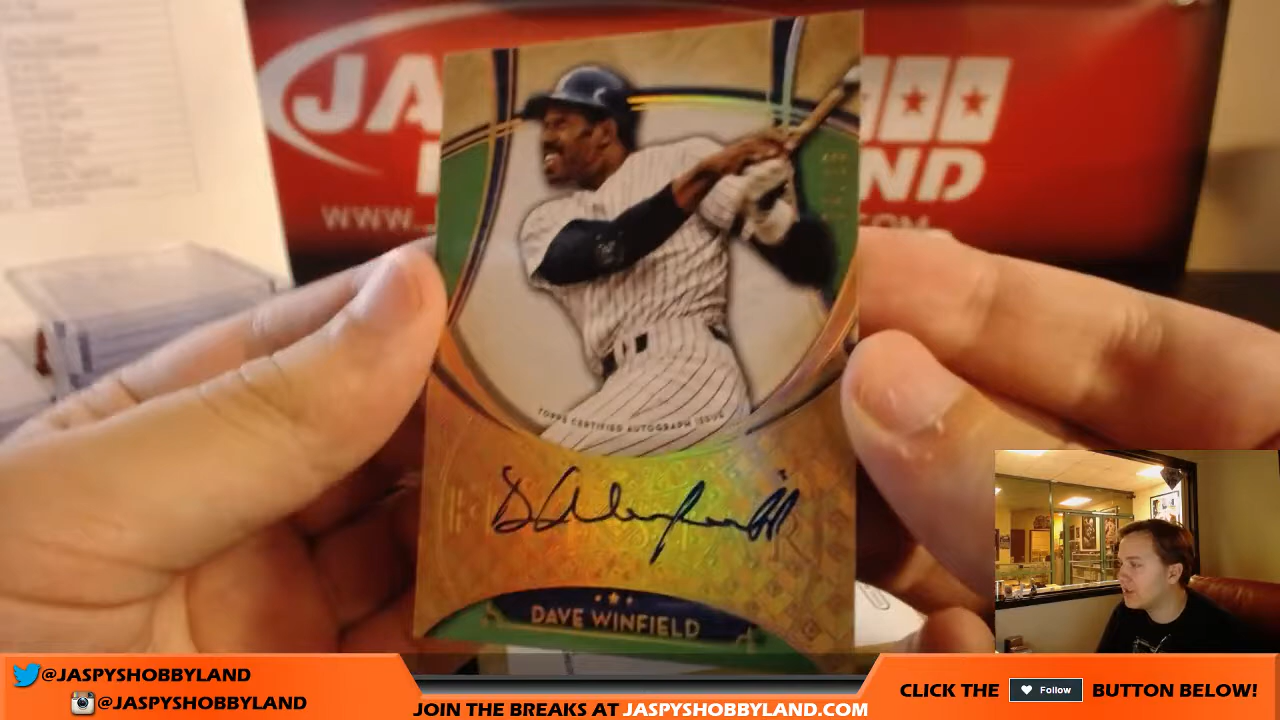 JA
ND
WWW.
.COM
TOPPS CERTIFIED AUTOGRAPH ISSUE
DAVE WINFIELD
@JASPYSHOBBYLAND
@JASPYSHOBBYLAND
JOIN THE BREAKS AT JASPYSHOBBYLAND.COM
CLICK THE Follow BUTTON BELOW!